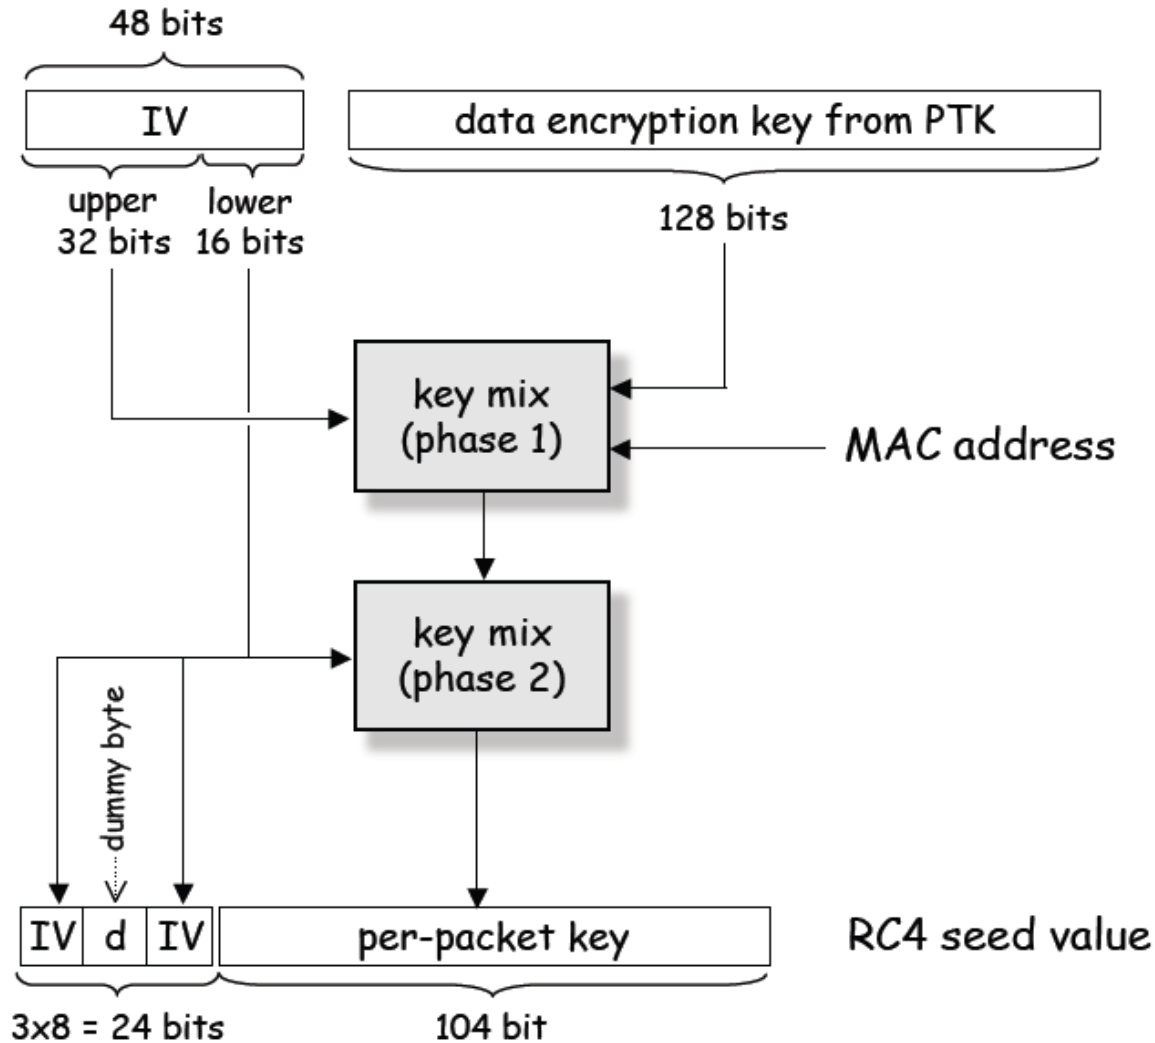 48 bits
IV
data encryption key from PTK
upper
32 bits
lower
16 bits
128 bits
key mix
(phase 1)
MAC address
key mix
(phase 2)
dummy byte
IV
d
IV
per-packet key
RC4 seed value
3x8 = 24 bits
104 bit